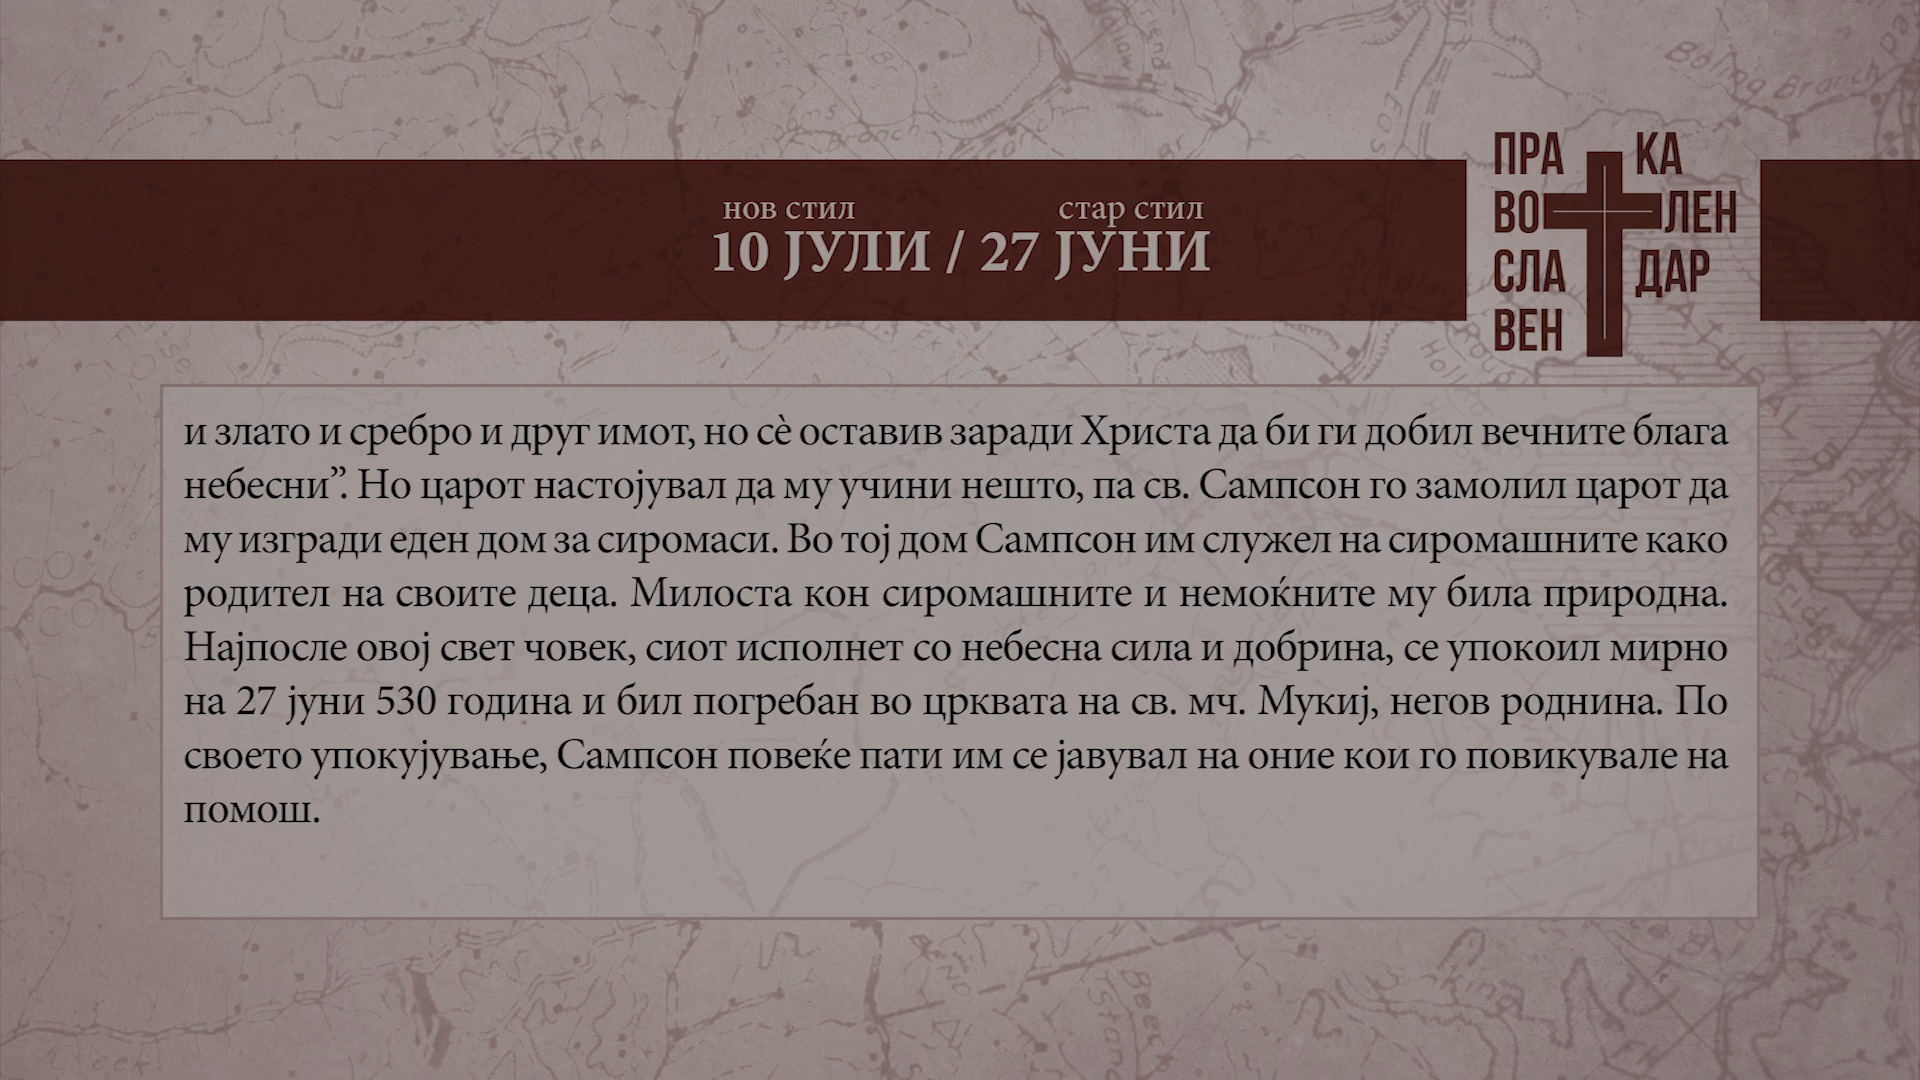 нов стил стар стил
10 ЈУЛИ / 27 ЈУНИ
ПРА КА
ВО ЛЕН
СЛА ДАР
ВЕН
и злато и сребро и друг имот, но сѐ оставив заради Христа да би ги добил вечните блага
небесни”. Но царот настојувал да му учини нешто, па св. Сампсон го замолил царот да
му изгради еден дом за сиромаси. Во тој дом Сампсон им служел на сиромашните како
родител на своите деца. Милоста кон сиромашните и немоќните му била природна.
Најпосле овој свет човек, сиот исполнет со небесна сила и добрина, се упокоил мирно
на 27 јуни 530 година и бил погребан во црквата на св. мч. Мукиј, негов роднина. По
своето упокујување, Сампсон повеќе пати им се јавувал на оние кои го повикувале на
помош.
Boling Branch